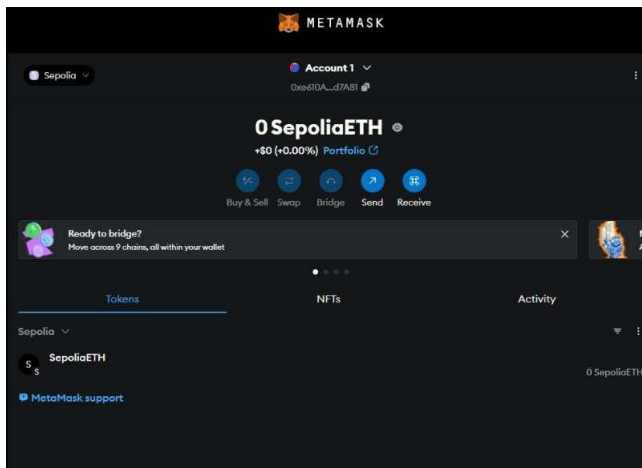 METAMASK
Sepolia
Account 1
0xe610A...d7A81
0 SepoliaETH
+$0 (+0.00%) Portfolio
Buy & Sell Swap Bridge Send Receive
Ready to bridge?
Move across 9 chains, all within your wallet
Tokens NFTs Activity
Sepolia
S
S
SepoliaETH
0 SepoliaETH
MetaMask support